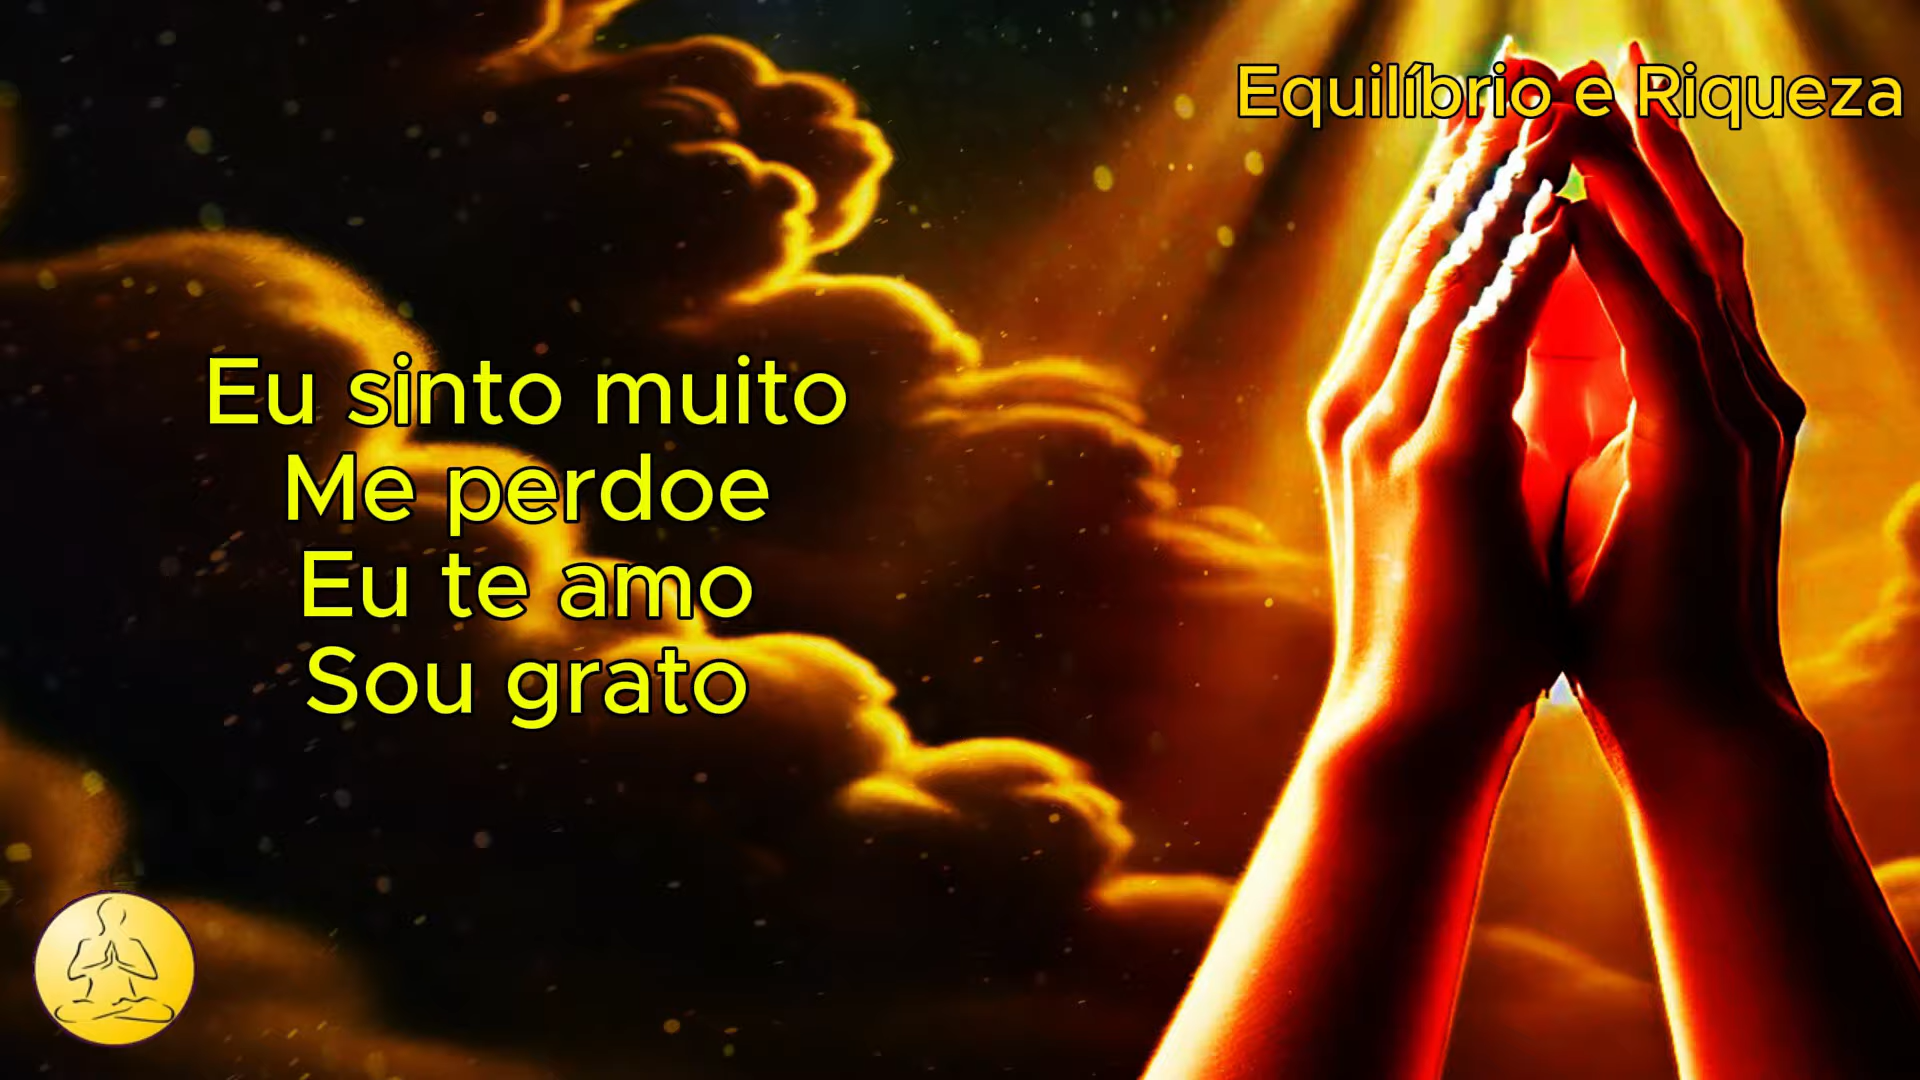 Equilíbrio e Riqueza
Eu sinto muito
Me perdoe
Eu te amo
Sou grato